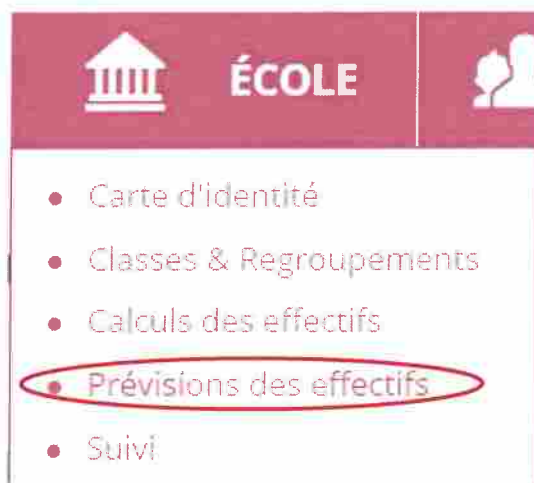 ÉCOLE
Carte d'identité
Classes & Regroupements
Calculs des effectifs
Prévisions des effectifs
Suivi